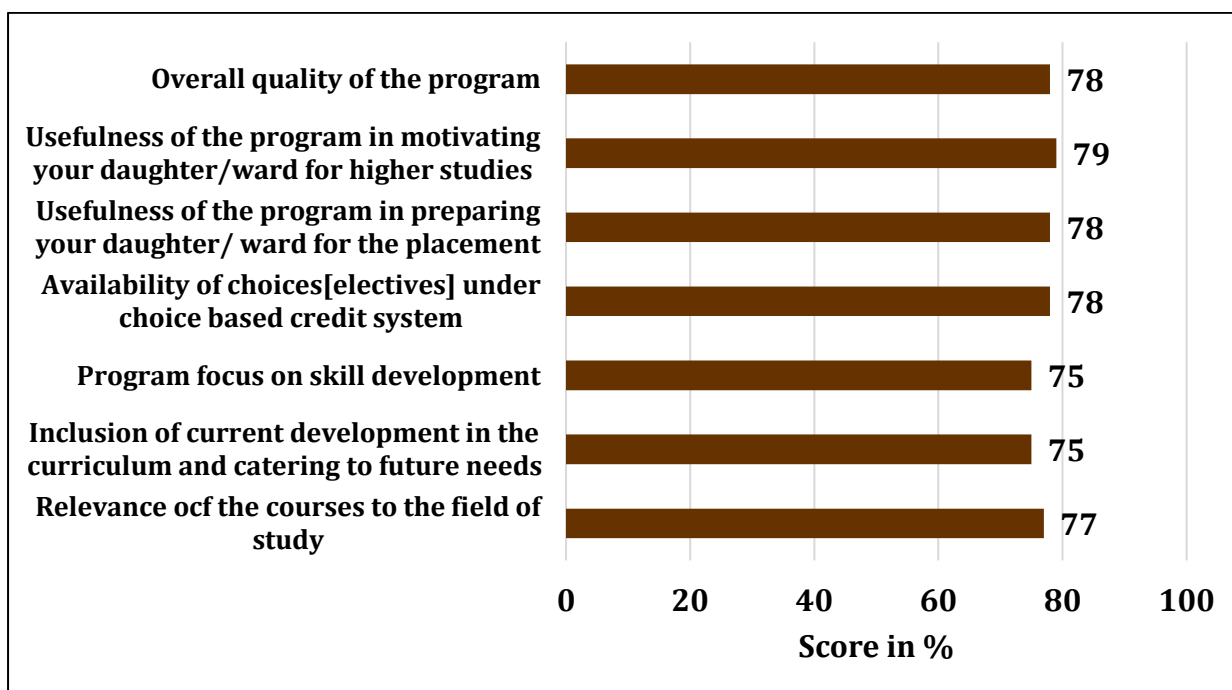 Overall quality of the program
78
Usefulness of the program in motivating
your daughter/ward for higher studies
79
Usefulness of the program in preparing
your daughter/ ward for the placement
78
Availability of choices[electives] under
choice based credit system
78
Program focus on skill development
75
Inclusion of current development in the
curriculum and catering to future needs
75
Relevance ocf the courses to the field of
study
77
0 20 40 60 80 100
Score in %